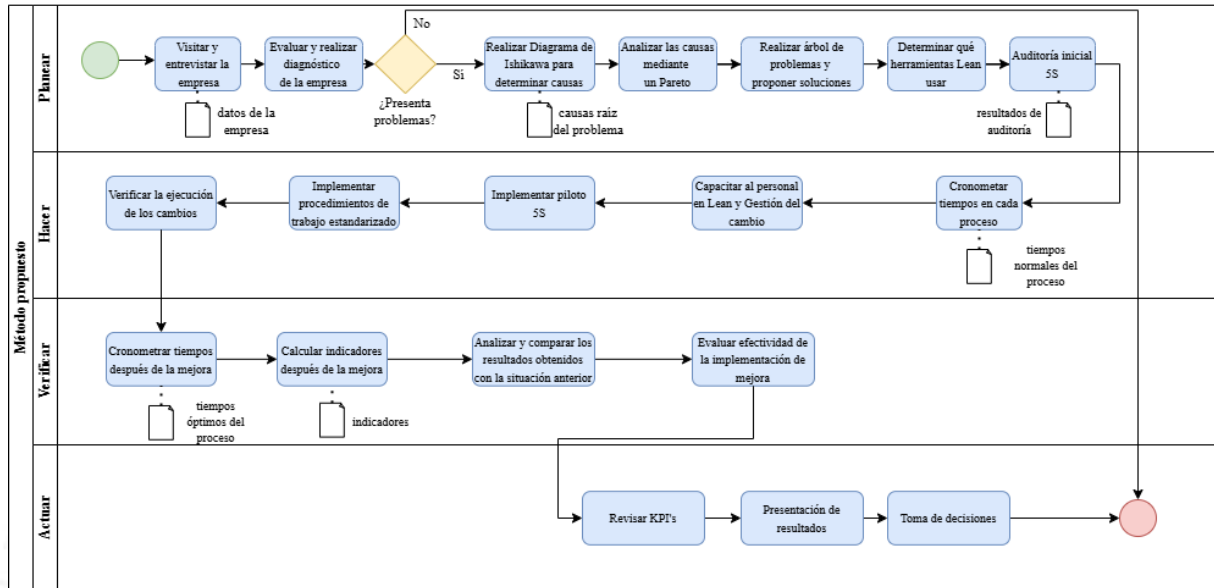 Método propuesto
Planear
No
Visitar y
entrevistar la
empresa
Evaluar y realizar
diagnóstico
de la empresa
¿Presenta
problemas?
Si
Realizar Diagrama de
Ishikawa para
determinar causas
Analizar las causas
mediante
un Pareto
Realizar árbol de
problemas y
proponer soluciones
Determinar qué
herramientas Lean
usar
Auditoría inicial
5S
datos de la
empresa
causas raíz
del problema
resultados de
auditoría
Hacer
Verificar la ejecución
de los cambios
Implementar
procedimientos de
trabajo estandarizado
Implementar piloto
5S
Capacitar al personal
en Lean y Gestión del
cambio
Cronometar
tiempos en cada
proceso
tiempos
normales del
proceso
Verificar
Cronometrar tiempos
después de la mejora
Calcular indicadores
después de la mejora
Analizar y comparar los
resultados obtenidos
con la situación anterior
Evaluar efectividad de
la implementación de
mejora
tiempos
óptimos del
proceso
indicadores
Actuar
Revisar KPI's
Presentación de
resultados
Toma de decisiones